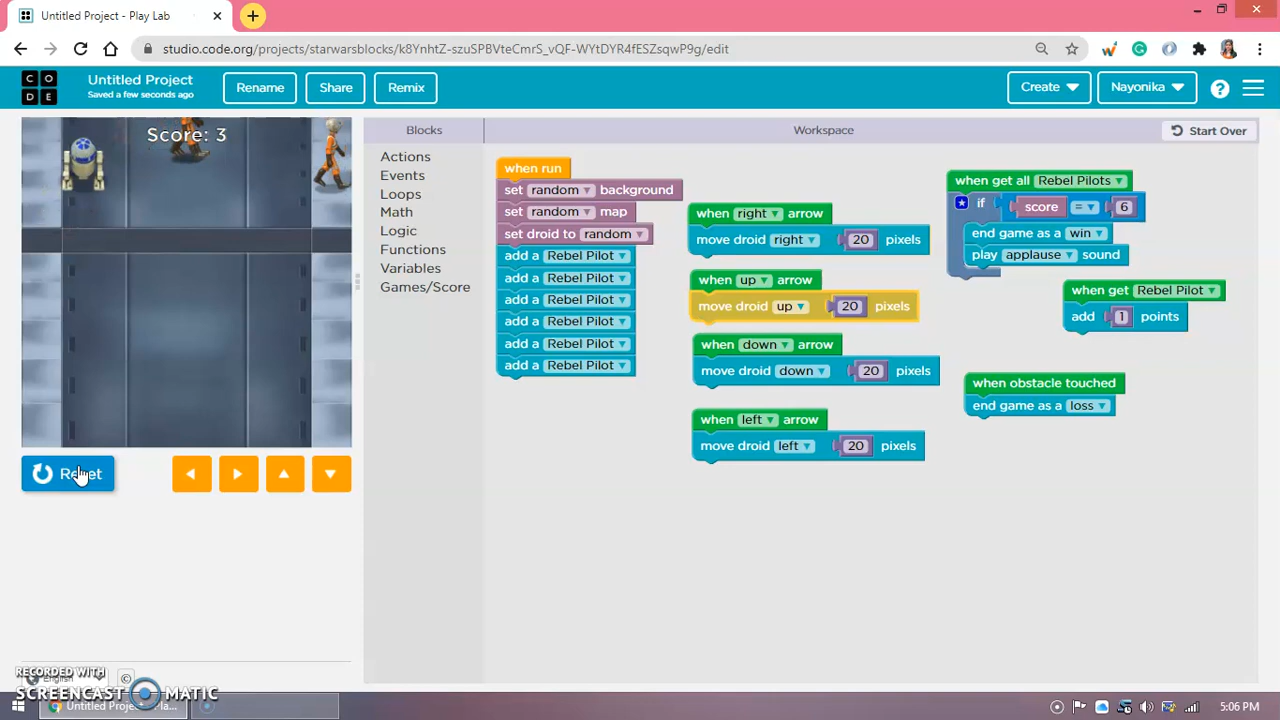 Untitled Project - Play Lab
studio.code.org/projects/starwarsblocks/k8YnhtZ-szuSPBVteCmrS_vQF-WYtDYR4fESZsqwP9g/edit
C O D E
Untitled Project
Saved a few seconds ago
Rename
Share
Remix
Create
Nayonika
?
Score: 3
Reset
Blocks
Actions
Events
Loops
Math
Logic
Functions
Variables
Games/Score
Workspace
Start Over
when run
set random background
set random map
set droid to random
add a Rebel Pilot
add a Rebel Pilot
add a Rebel Pilot
add a Rebel Pilot
add a Rebel Pilot
add a Rebel Pilot
when right arrow
move droid right 20 pixels
when up arrow
move droid up 20 pixels
when down arrow
move droid down 20 pixels
when left arrow
move droid left 20 pixels
when get all Rebel Pilots
if score = 6
end game as a win
play applause sound
when get Rebel Pilot
add 1 points
when obstacle touched
end game as a loss
English
©
RECORDED WITH
SCREENCAST MATIC
Untitled Project - Pla...
5:06 PM